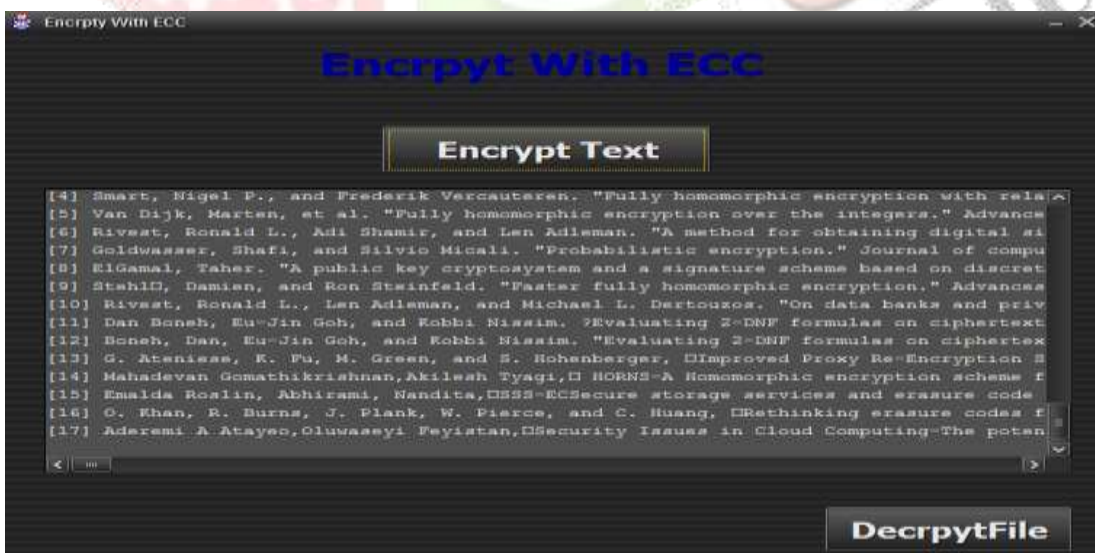 Encrpty With ECC
Encrpyt With ECC
Encrypt Text
[4] Smart, Nigel P., and Frederik Vercauteren. "Fully homomorphic encryption with rela
[5] Van Dijk, Marten, et al. "Fully homomorphic encryption over the integers." Advance
[6] Rivest, Ronald L., Adi Shamir, and Len Adleman. "A method for obtaining digital si
[7] Goldwasser, Shafi, and Silvio Micali. "Probabilistic encryption." Journal of compu
[8] ElGamal, Taher. "A public key cryptosystem and a signature scheme based on discret
[9] Stehl□, Damien, and Ron Steinfeld. "Faster fully homomorphic encryption." Advances
[10] Rivest, Ronald L., Len Adleman, and Michael L. Dertouzos. "On data banks and priv
[11] Dan Boneh, Eu-Jin Goh, and Kobbi Nissim. ?Evaluating 2-DNF formulas on ciphertext
[12] Boneh, Dan, Eu-Jin Goh, and Kobbi Nissim. "Evaluating 2-DNF formulas on ciphertex
[13] G. Ateniese, K. Fu, M. Green, and S. Hohenberger, □Improved Proxy Re-Encryption S
[14] Mahadevan Gomathikrishnan,Akilesh Tyagi,□ HORNS-A Homomorphic encryption scheme f
[15] Emalda Roslin, Abhirami, Nandita,□SSS-ECSecure storage services and erasure code
[16] O. Khan, R. Burns, J. Plank, W. Pierce, and C. Huang, □Rethinking erasure codes f
[17] Aderemi A Atayeo,Oluwaseyi Feyistan,□Security Issues in Cloud Computing-The poten
DecrpytFile